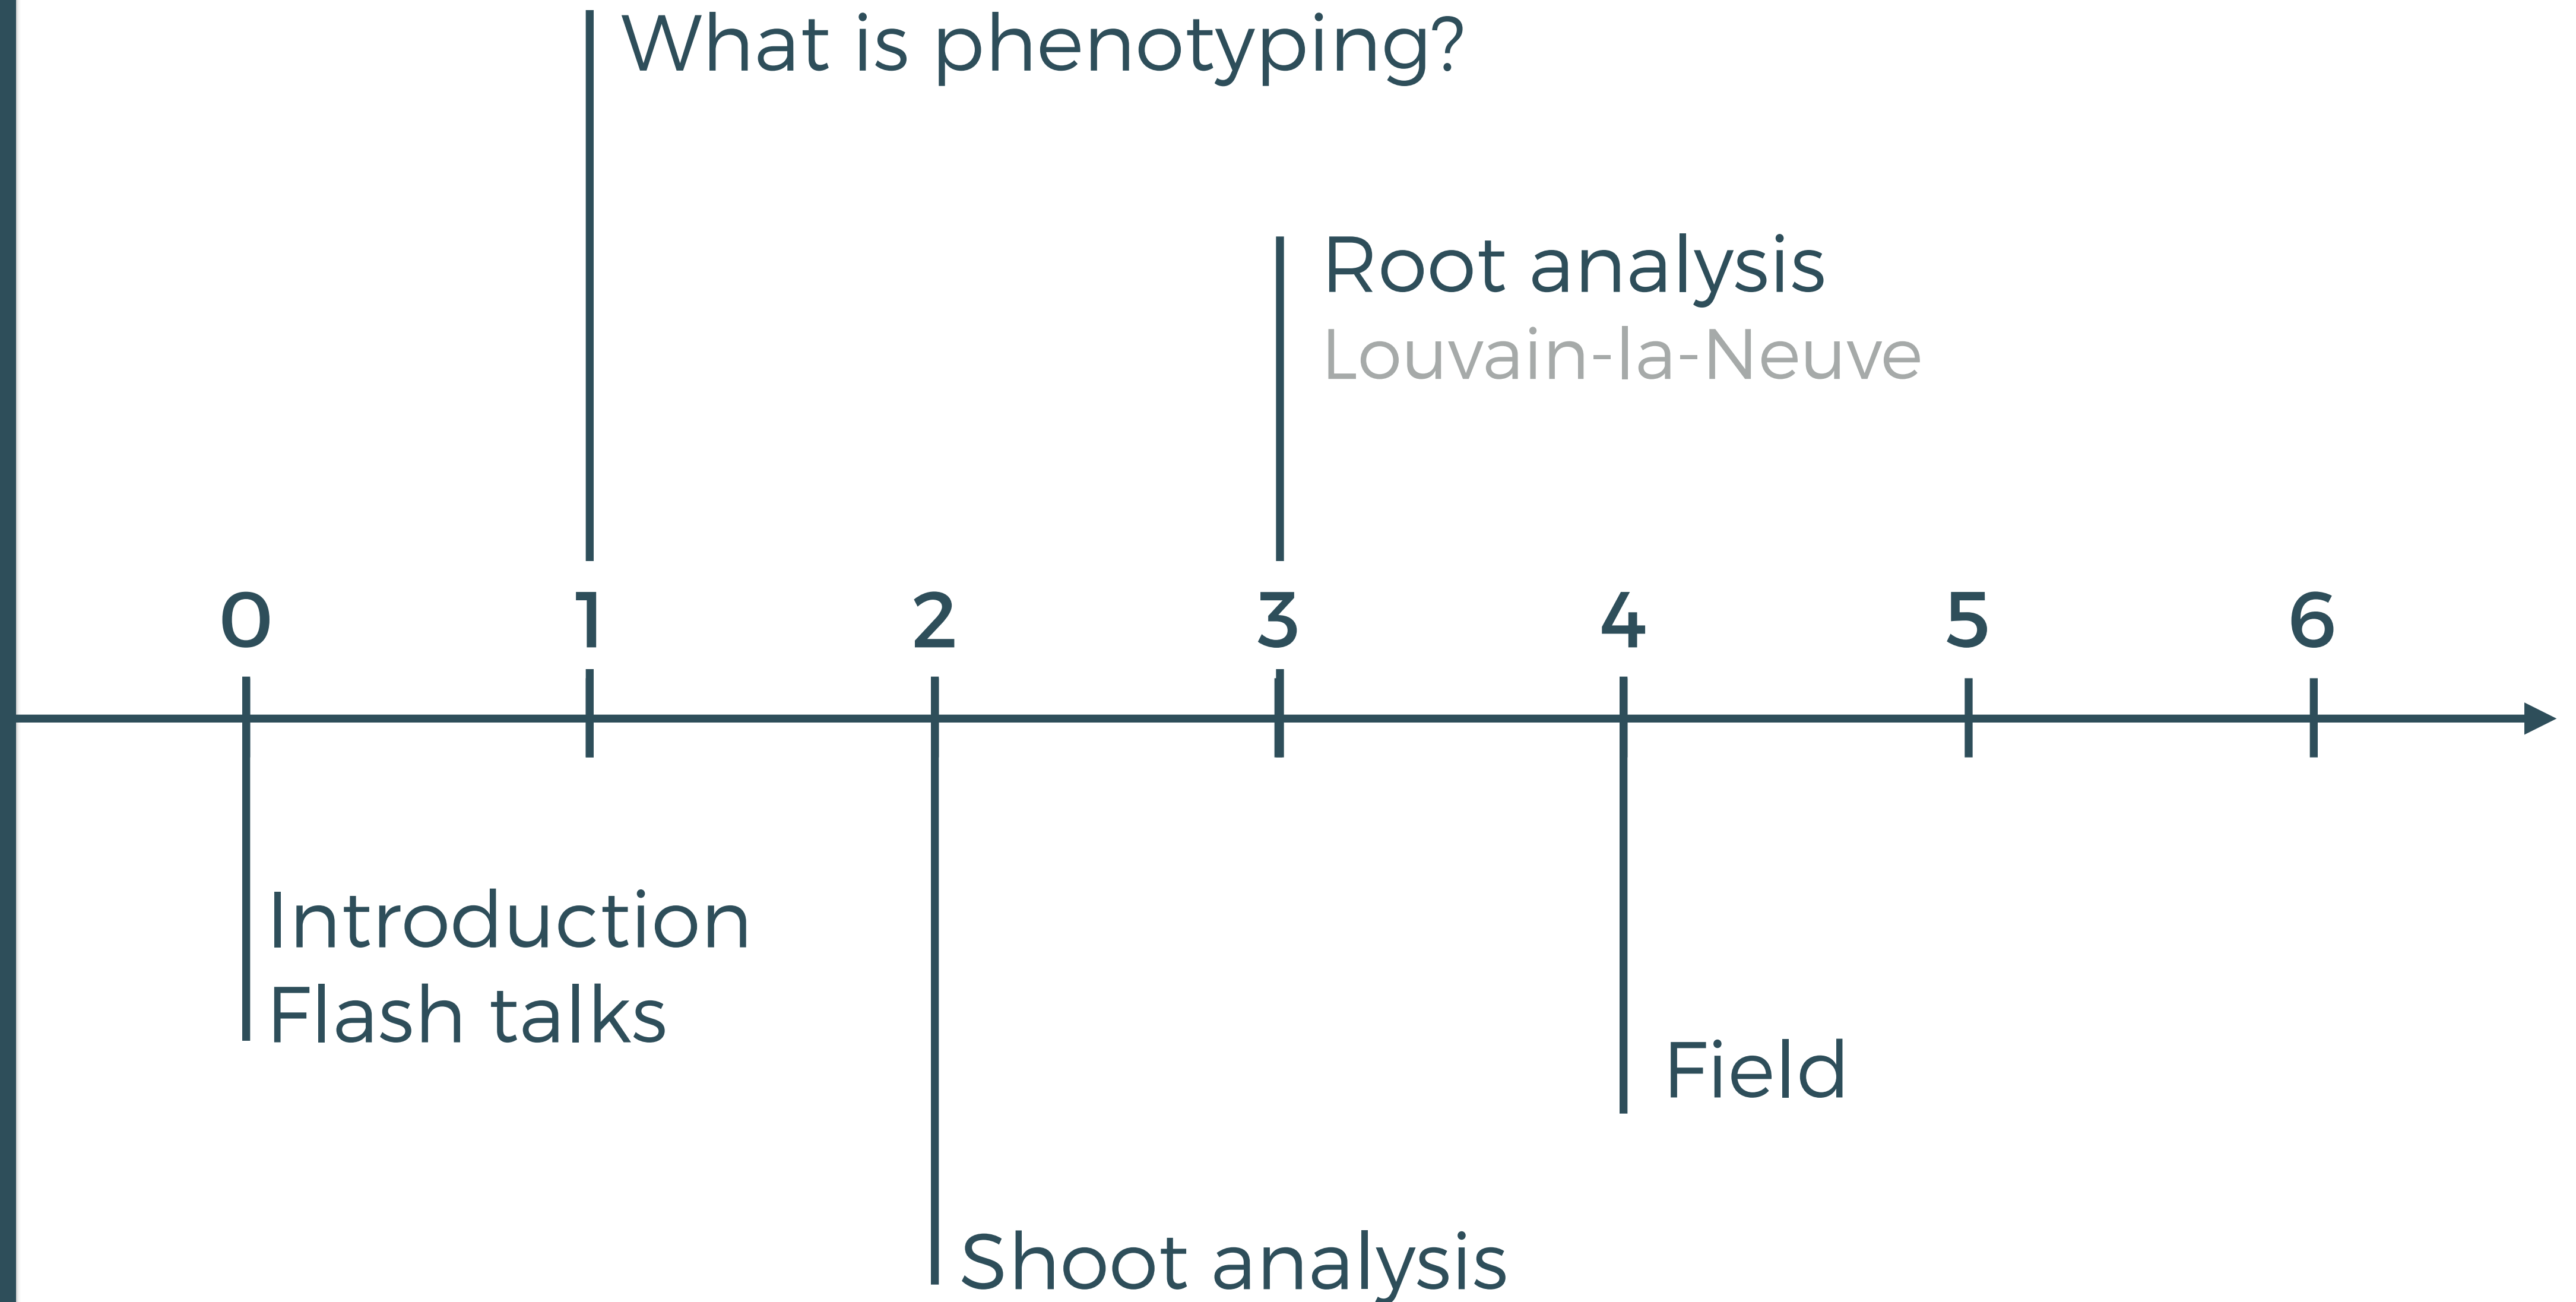 What is phenotyping?
Root analysis
Louvain-la-Neuve
0 1 2 3 4 5 6
Introduction
Flash talks
Field
Shoot analysis